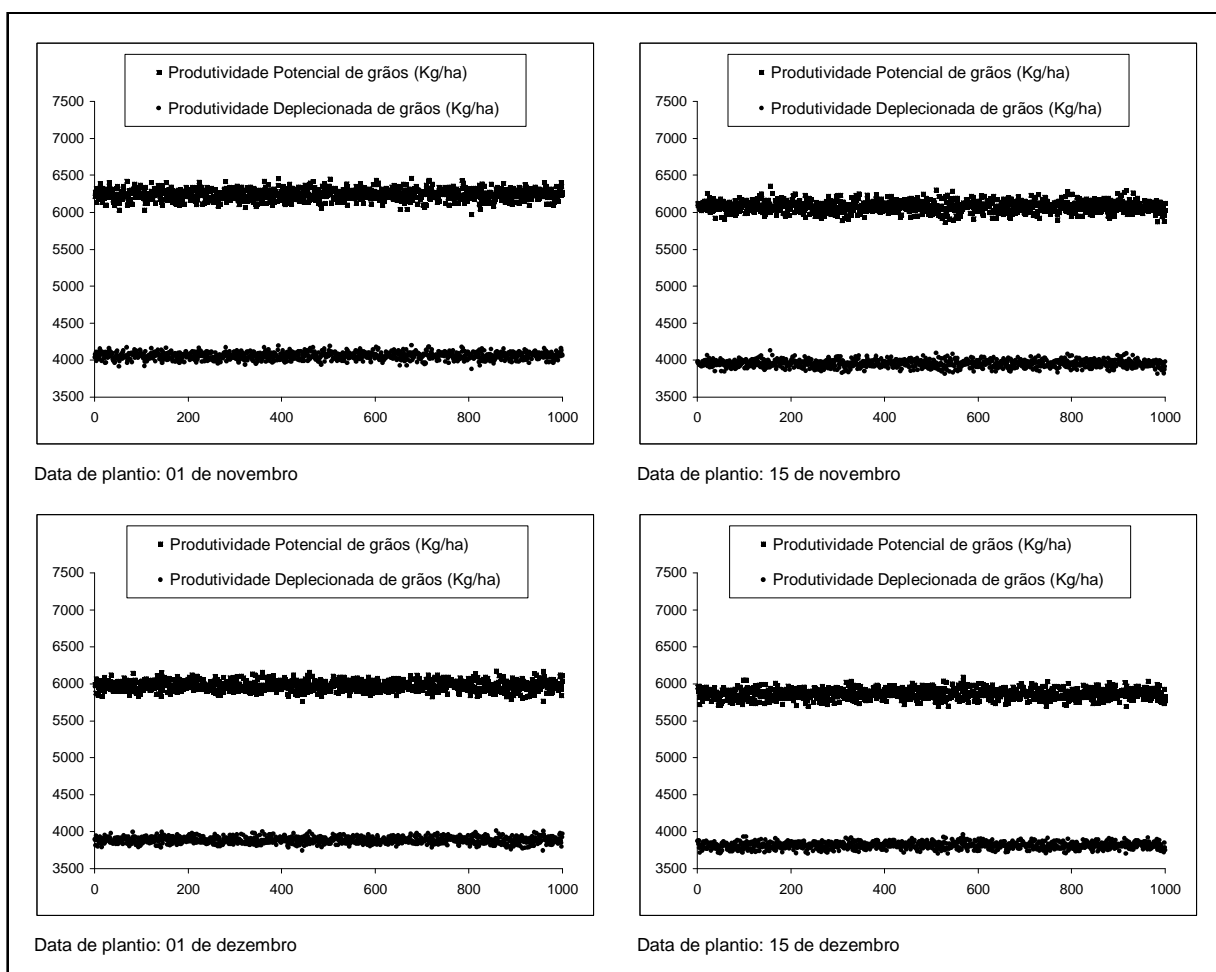 Produtividade Potencial de grãos (Kg/ha)
Produtividade Deplecionada de grãos (Kg/ha)
7500
7000
6500
6000
5500
5000
4500
4000
3500
0 200 400 600 800 1000
Data de plantio: 01 de novembro
Produtividade Potencial de grãos (Kg/ha)
Produtividade Deplecionada de grãos (Kg/ha)
7500
7000
6500
6000
5500
5000
4500
4000
3500
0 200 400 600 800 1000
Data de plantio: 15 de novembro
Produtividade Potencial de grãos (Kg/ha)
Produtividade Deplecionada de grãos (Kg/ha)
7500
7000
6500
6000
5500
5000
4500
4000
3500
0 200 400 600 800 1000
Data de plantio: 01 de dezembro
Produtividade Potencial de grãos (Kg/ha)
Produtividade Deplecionada de grãos (Kg/ha)
7500
7000
6500
6000
5500
5000
4500
4000
3500
0 200 400 600 800 1000
Data de plantio: 15 de dezembro